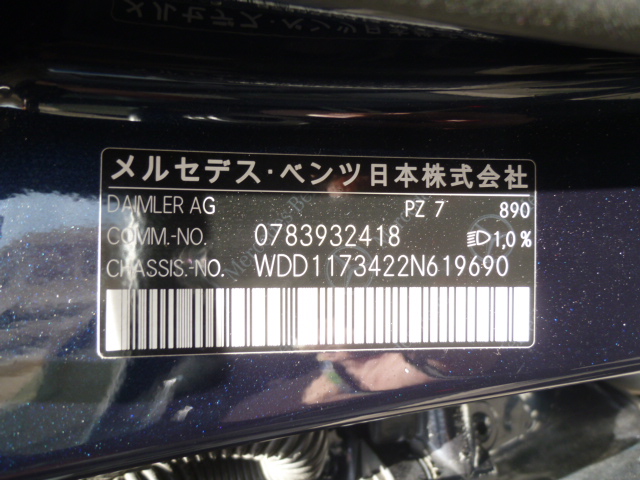 メルセデス・ベンツ日本株式会社
DAIMLER AG PZ 7 890
COMM.-NO. 0783932418 1,0%
CHASSIS.-NO. WDD1173422N619690